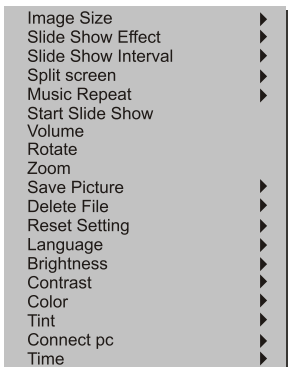 Image Size
Slide Show Effect
Slide Show Interval
Split screen
Music Repeat
Start Slide Show
Volume
Rotate
Zoom
Save Picture
Delete File
Reset Setting
Language
Brightness
Contrast
Color
Tint
Connect pc
Time